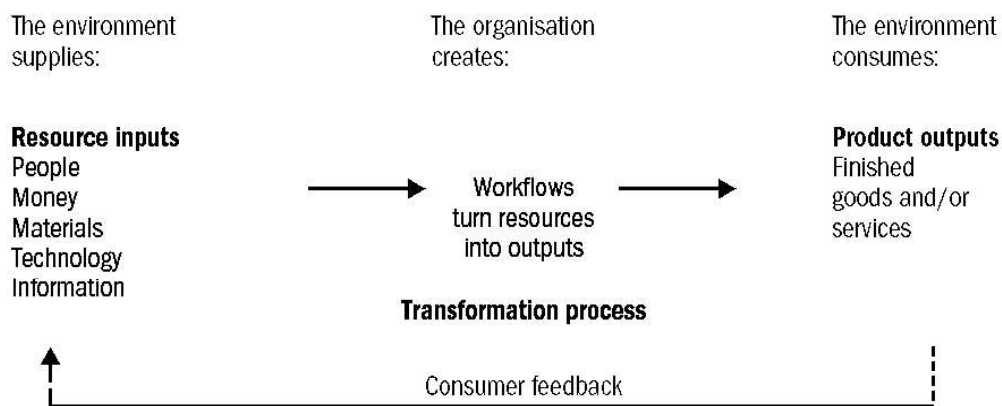 The environment
supplies:
The organisation
creates:
The environment
consumes:
Resource inputs
People
Money
Materials
Technology
Information
Workflows
turn resources
into outputs
Transformation process
Product outputs
Finished
goods and/or
services
Consumer feedback